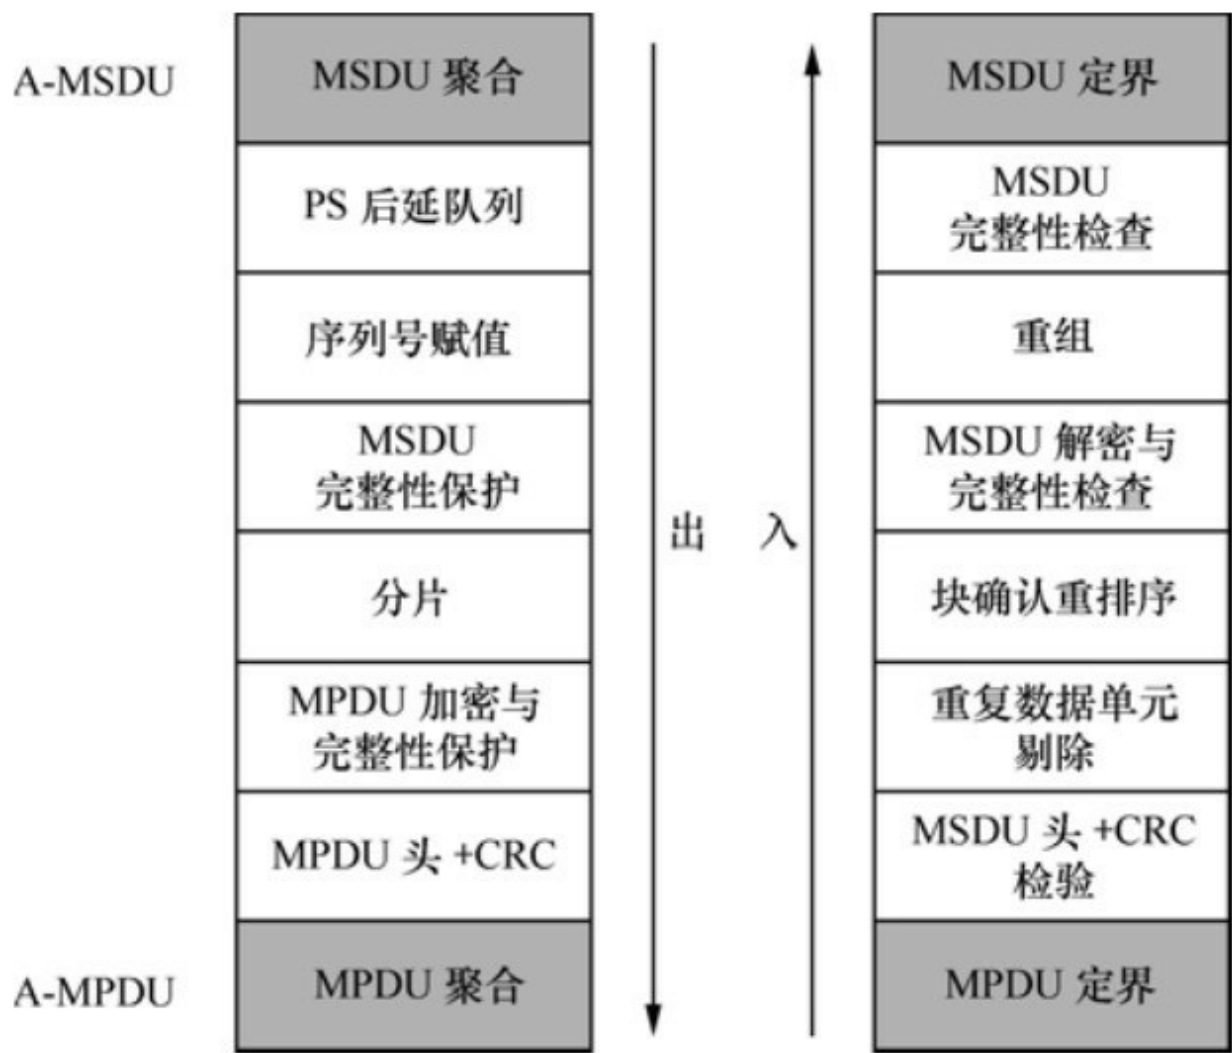 A-MSDU
MSDU 聚合
PS 后延队列
序列号赋值
MSDU
完整性保护
分片
MPDU 加密与
完整性保护
MPDU 头 +CRC
A-MPDU
MPDU 聚合
出
入
MSDU 定界
MSDU
完整性检查
重组
MSDU 解密与
完整性检查
块确认重排序
重复数据单元
剔除
MSDU 头 +CRC
检验
MPDU 定界